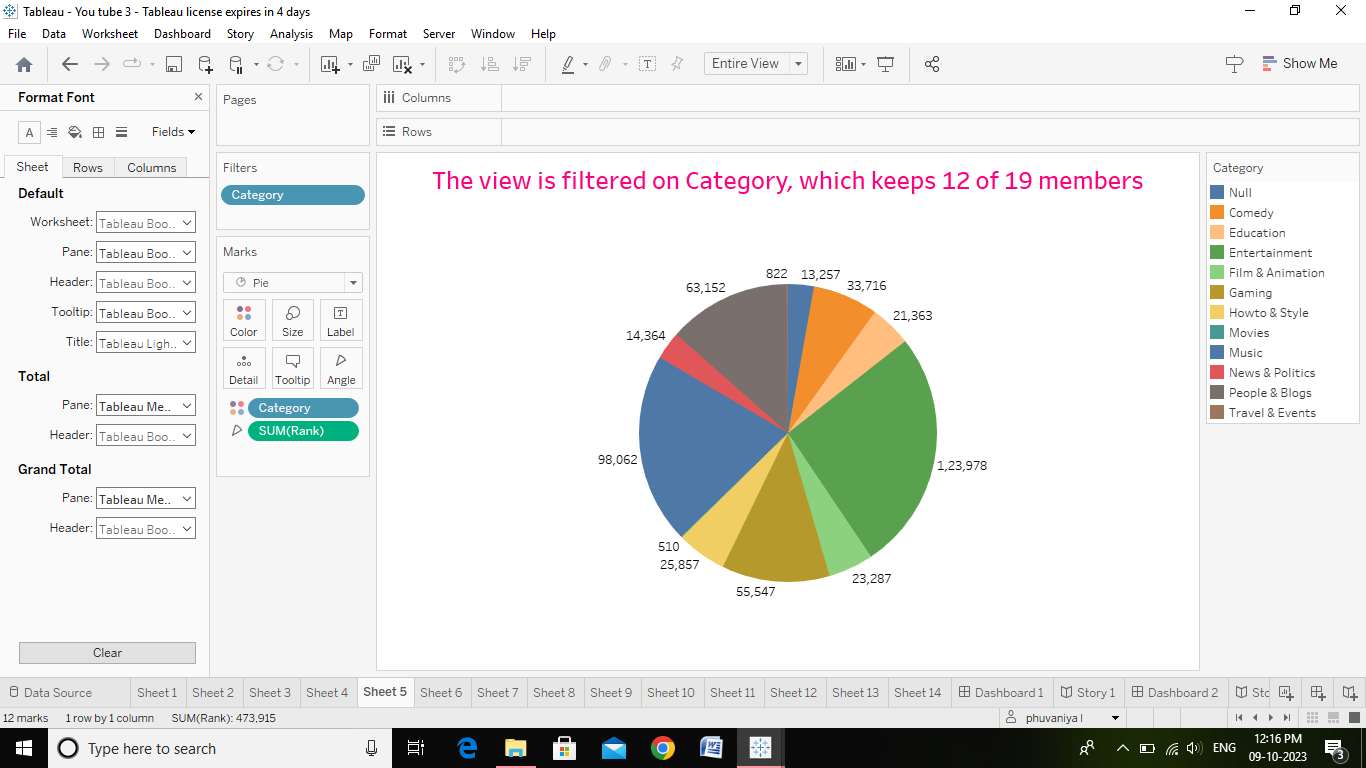 Tableau - You tube 3 - Tableau license expires in 4 days
File Data Worksheet Dashboard Story Analysis Map Format Server Window Help
Entire View
Show Me
Format Font
Fields
Sheet Rows Columns
Default
Worksheet: Tableau Boo..
Pane: Tableau Boo..
Header: Tableau Boo..
Tooltip: Tableau Boo..
Title: Tableau Ligh..
Total
Pane: Tableau Me..
Header: Tableau Boo..
Grand Total
Pane: Tableau Me..
Header: Tableau Boo..
Clear
Pages
Filters
Category
Marks
Pie
Color Size Label
Detail Tooltip Angle
Category
SUM(Rank)
Columns
Rows
The view is filtered on Category, which keeps 12 of 19 members
822 13,257
63,152 33,716
21,363
14,364
98,062 1,23,978
510
25,857 23,287
55,547
Category
Null
Comedy
Education
Entertainment
Film & Animation
Gaming
Howto & Style
Movies
Music
News & Politics
People & Blogs
Travel & Events
Data Source Sheet 1 Sheet 2 Sheet 3 Sheet 4 Sheet 5 Sheet 6 Sheet 7 Sheet 8 Sheet 9 Sheet 10 Sheet 11 Sheet 12 Sheet 13 Sheet 14 Dashboard 1 Story 1 Dashboard 2 Sto
12 marks 1 row by 1 column SUM(Rank): 473,915 phuvaniya l
Type here to search
ENG 12:16 PM
09-10-2023 3